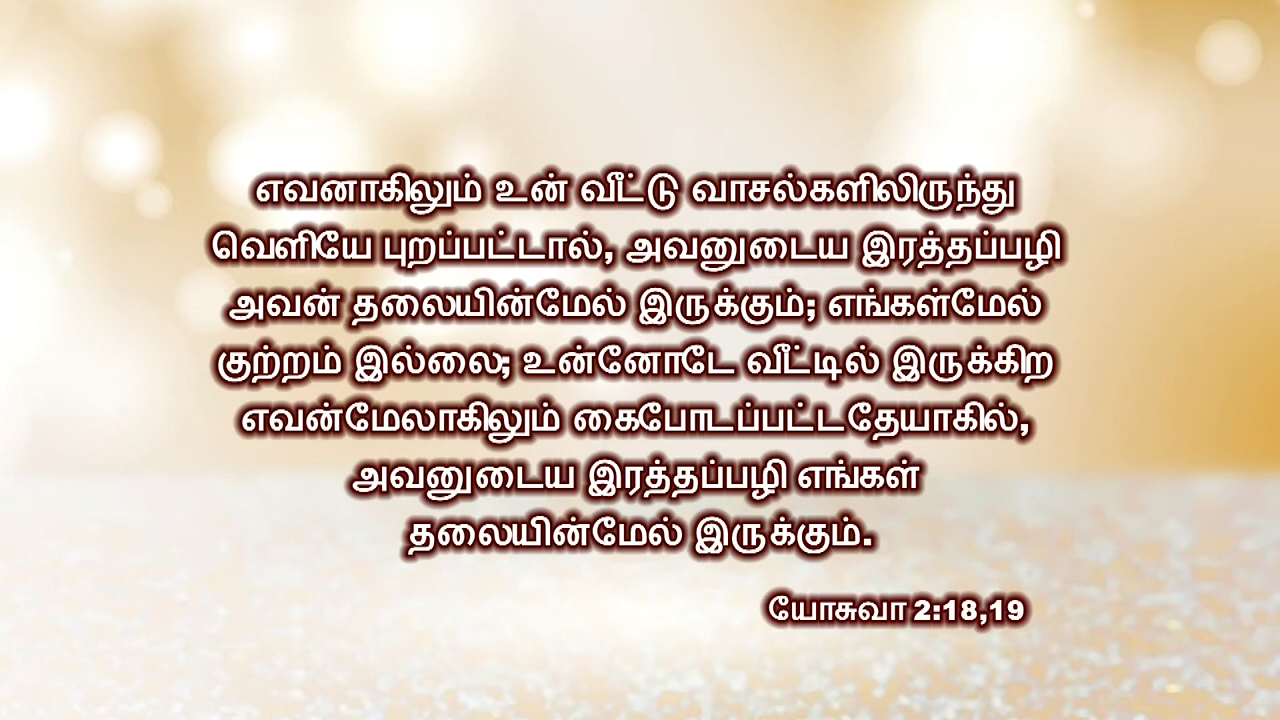 எவனாகிலும் உன் வீட்டு வாசல்களிலிருந்து
வெளியே புறப்பட்டால், அவனுடைய இரத்தப்பழி
அவன் தலையின்மேல் இருக்கும்; எங்கள்மேல்
குற்றம் இல்லை; உன்னோடே வீட்டில் இருக்கிற
எவன்மேலாகிலும் கைபோடப்பட்டதேயாகில்,
அவனுடைய இரத்தப்பழி எங்கள்
தலையின்மேல் இருக்கும்.
யோசுவா 2:18,19